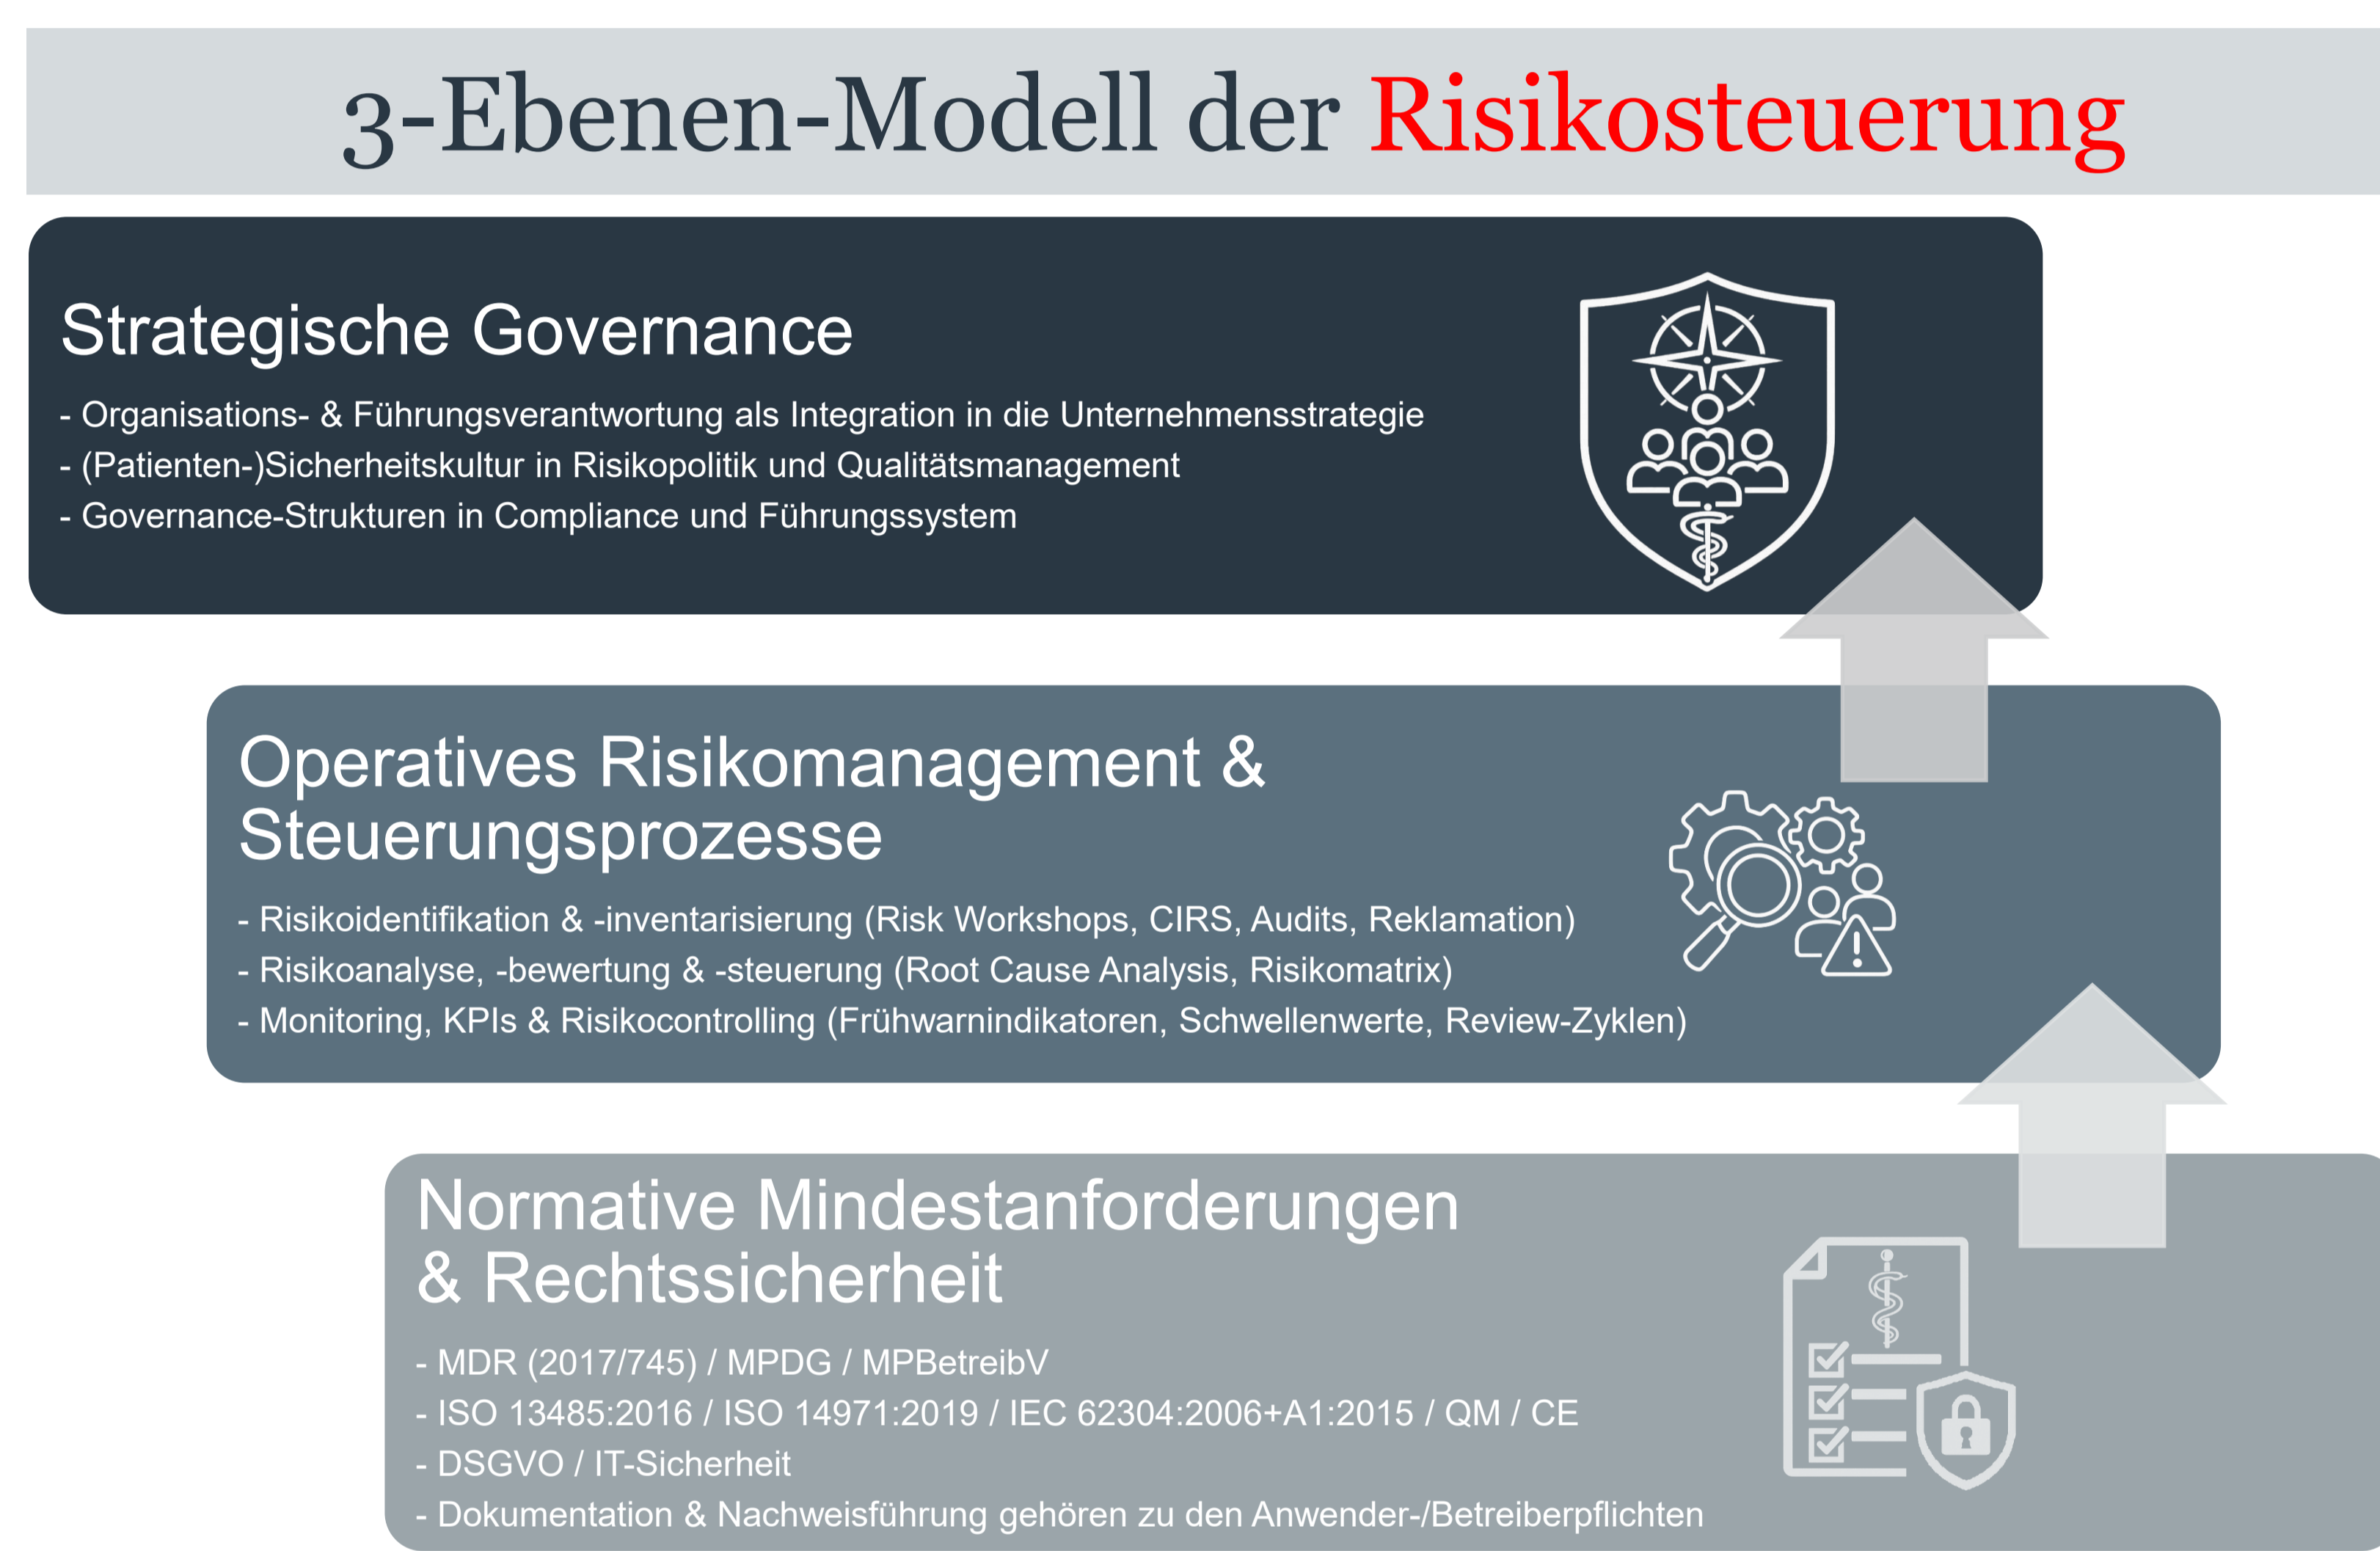 3-Ebenen-Modell der Risikosteuerung
Strategische Governance
- Organisations- & Führungsverantwortung als Integration in die Unternehmensstrategie
- (Patienten-)Sicherheitskultur in Risikopolitik und Qualitätsmanagement
- Governance-Strukturen in Compliance und Führungssystem
Operatives Risikomanagement &
Steuerungsprozesse
- Risikoidentifikation & -inventarisierung (Risk Workshops, CIRS, Audits, Reklamation)
- Risikoanalyse, -bewertung & -steuerung (Root Cause Analysis, Risikomatrix)
- Monitoring, KPIs & Risikocontrolling (Frühwarnindikatoren, Schwellenwerte, Review-Zyklen)
Normative Mindestanforderungen
& Rechtssicherheit
- MDR (2017/745) / MPDG / MPBetreibV
- ISO 13485:2016 / ISO 14971:2019 / IEC 62304:2006+A1:2015 / QM / CE
- DSGVO / IT-Sicherheit
- Dokumentation & Nachweisführung gehören zu den Anwender-/Betreiberpflichten